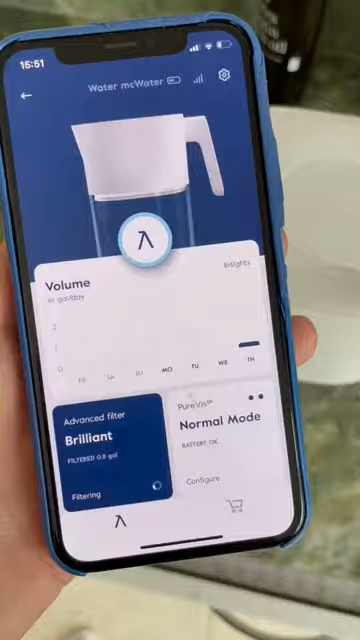 15:51
Water mcWater
Volume
Insights
in gal/day
2
1
0
FR SA SU MO TU WE TH
Advanced filter
Brilliant
FILTERED 0.8 gal
Filtering
PureVis™
Normal Mode
BATTERY OK
Configure